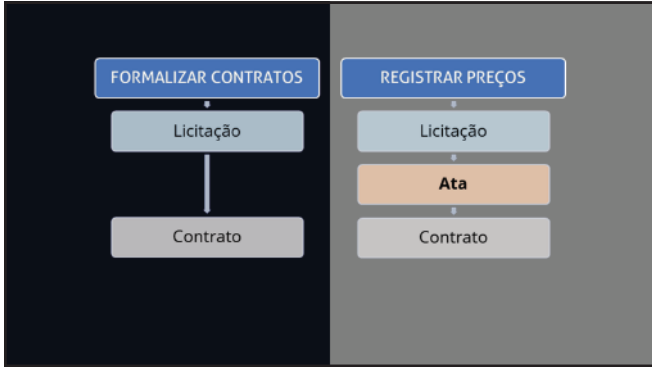 FORMALIZAR CONTRATOS
Licitação
Contrato
REGISTRAR PREÇOS
Licitação
Ata
Contrato